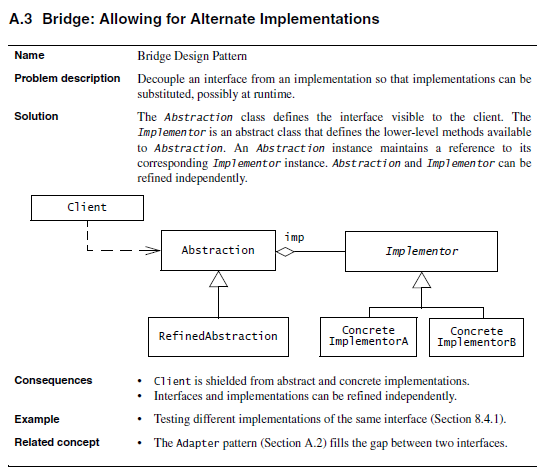 A.3 Bridge: Allowing for Alternate Implementations
Name Bridge Design Pattern
Problem description Decouple an interface from an implementation so that implementations can be
substituted, possibly at runtime.
Solution The Abstraction class defines the interface visible to the client. The
Implementor is an abstract class that defines the lower-level methods available
to Abstraction. An Abstraction instance maintains a reference to its
corresponding Implementor instance. Abstraction and Implementor can be
refined independently.
Client
imp
Abstraction Implementor
RefinedAbstraction
Concrete
ImplementorA
Concrete
ImplementorB
Consequences • Client is shielded from abstract and concrete implementations.
• Interfaces and implementations can be refined independently.
Example • Testing different implementations of the same interface (Section 8.4.1).
Related concept • The Adapter pattern (Section A.2) fills the gap between two interfaces.